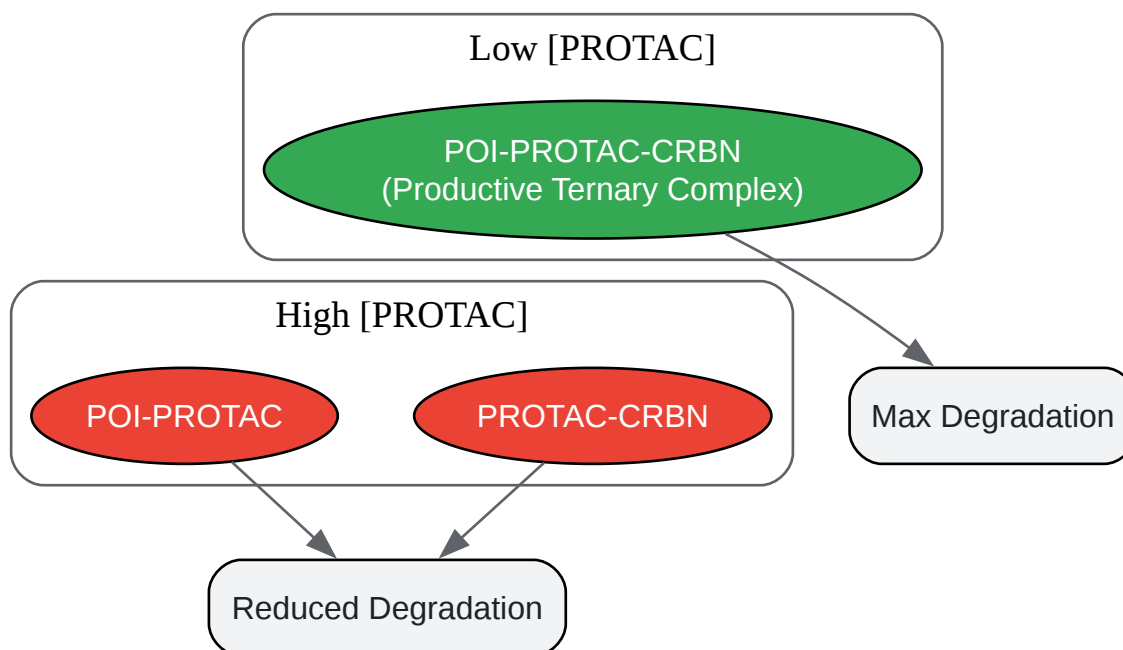 Low [PROTAC]
POI-PROTAC-CRBN
(Productive Ternary Complex)
High [PROTAC]
POI-PROTAC
PROTAC-CRBN
Max Degradation
Reduced Degradation